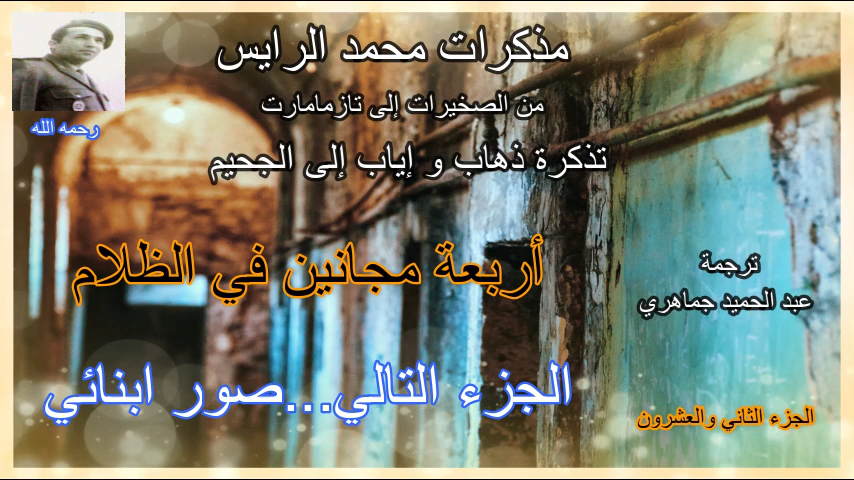 مذكرات محمد الرايس
من الصخيرات إلى تازمامارت
تذكرة ذهاب و إياب إلى الجحيم
رحمه الله
أربعة مجانين في الظلام
ترجمة
عبد الحميد جماهري
الجزء التالي...صور ابنائي
الجزء الثاني والعشرون